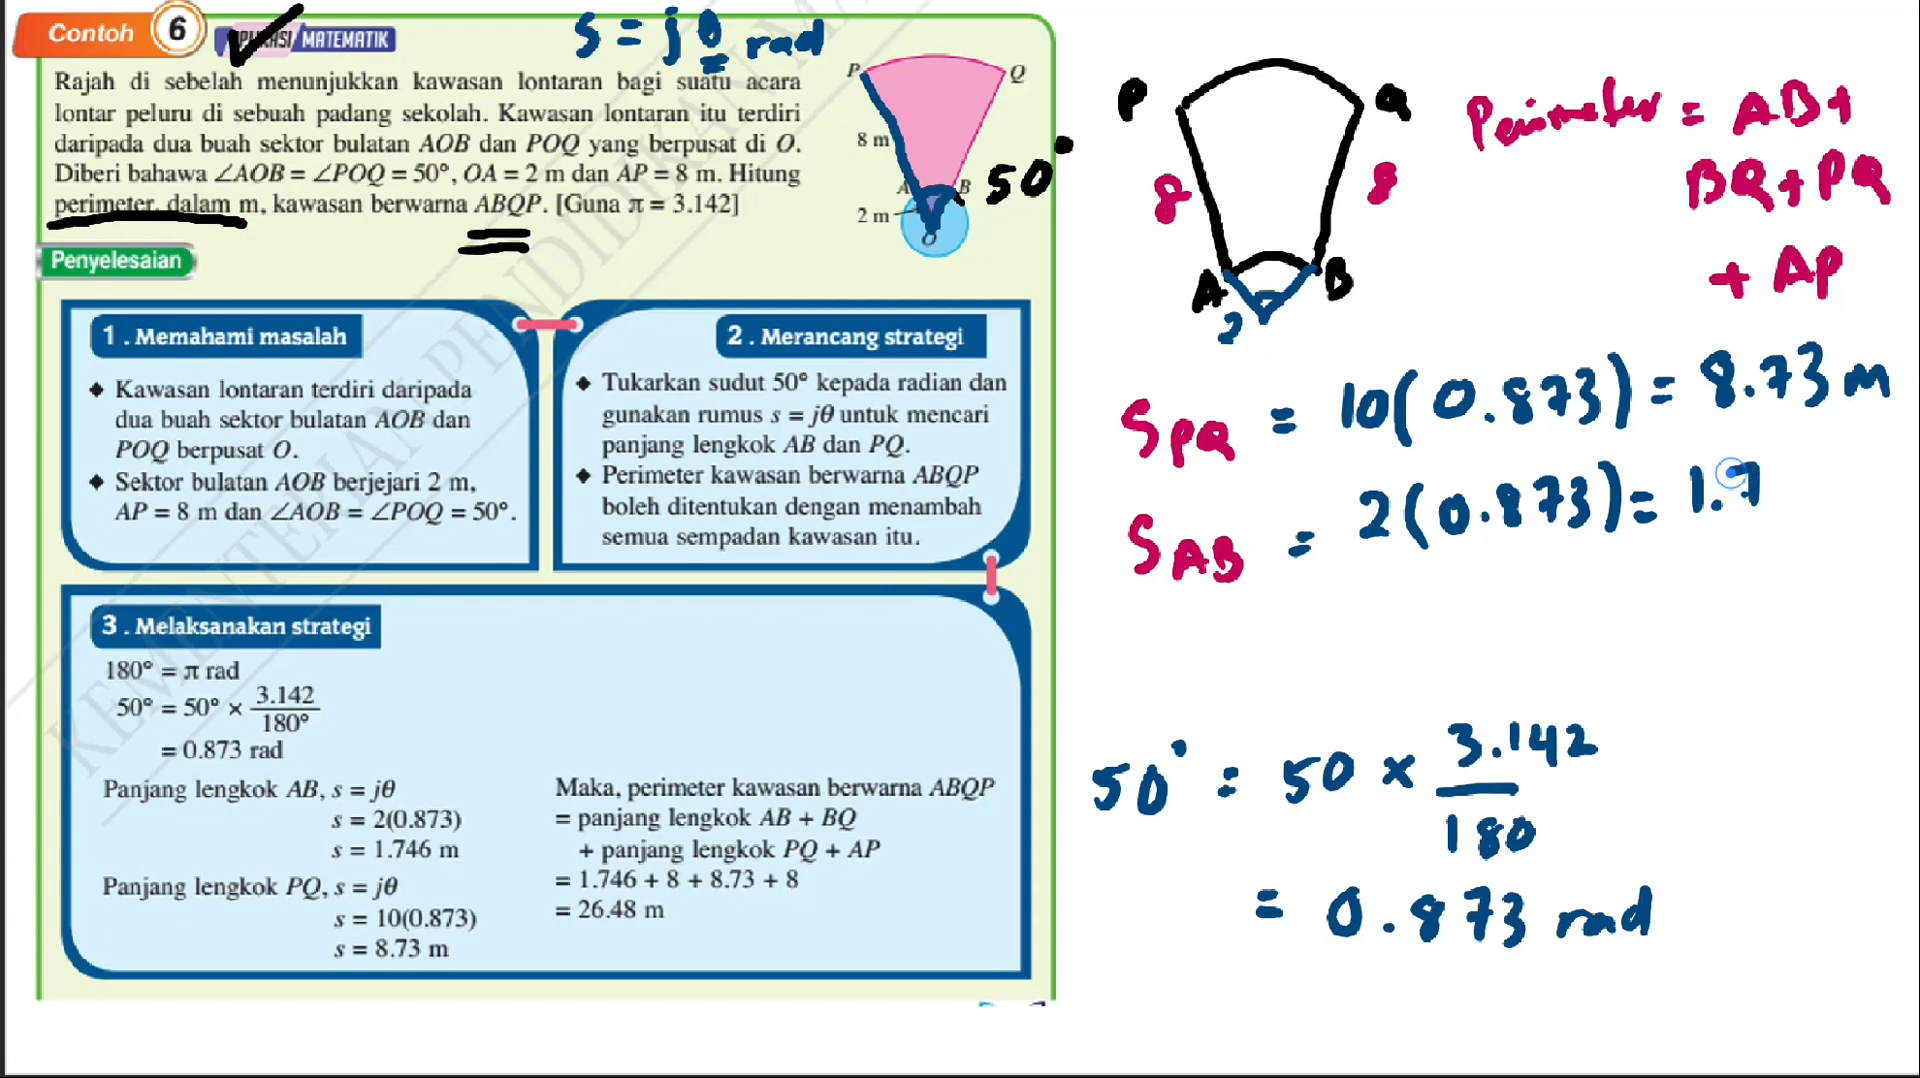 Contoh 6 APLIKASI MATEMATIK
s = jθ rad
Rajah di sebelah menunjukkan kawasan lontaran bagi suatu acara
lontar peluru di sebuah padang sekolah. Kawasan lontaran itu terdiri
daripada dua buah sektor bulatan AOB dan POQ yang berpusat di O.
Diberi bahawa ∠AOB = ∠POQ = 50°, OA = 2 m dan AP = 8 m. Hitung
perimeter, dalam m, kawasan berwarna ABQP. [Guna π = 3.142]
P Q
8 m
A B
2 m
O
50°
Penyelesaian
1 . Memahami masalah
◆ Kawasan lontaran terdiri daripada
dua buah sektor bulatan AOB dan
POQ berpusat O.
◆ Sektor bulatan AOB berjejari 2 m,
AP = 8 m dan ∠AOB = ∠POQ = 50°.
2 . Merancang strategi
◆ Tukarkan sudut 50° kepada radian dan
gunakan rumus s = jθ untuk mencari
panjang lengkok AB dan PQ.
◆ Perimeter kawasan berwarna ABQP
boleh ditentukan dengan menambah
semua sempadan kawasan itu.
3 . Melaksanakan strategi
180° = π rad
50° = 50° × 3.142/180°
= 0.873 rad
Panjang lengkok AB, s = jθ
s = 2(0.873)
s = 1.746 m
Panjang lengkok PQ, s = jθ
s = 10(0.873)
s = 8.73 m
Maka, perimeter kawasan berwarna ABQP
= panjang lengkok AB + BQ
+ panjang lengkok PQ + AP
= 1.746 + 8 + 8.73 + 8
= 26.48 m
KEMENTERIAN PENDIDIKAN
P Q
8 8
A B
2
Perimeter = AB +
BQ + PQ
+ AP
SPQ = 10(0.873) = 8.73 m
SAB = 2(0.873) = 1.7
50° = 50 × 3.142/180
= 0.873 rad